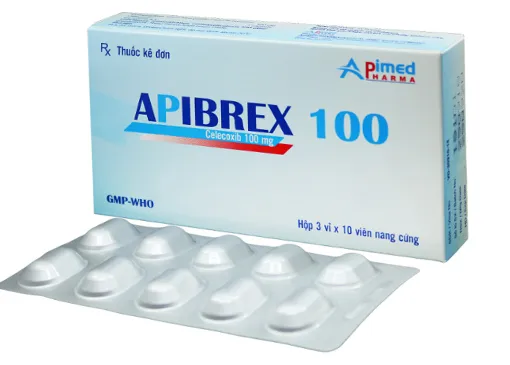 Rx Thuốc kê đơn
Apimed
PHARMA
APIBREX 100
Celecoxib 100 mg
GMP-WHO
Hộp 3 vỉ x 10 viên nang cứng